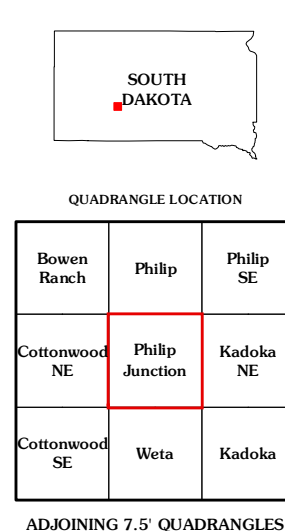 SOUTH
DAKOTA
QUADRANGLE LOCATION
Bowen
Ranch
Philip
Philip
SE
Cottonwood
NE
Philip
Junction
Kadoka
NE
Cottonwood
SE
Weta
Kadoka
ADJOINING 7.5' QUADRANGLES